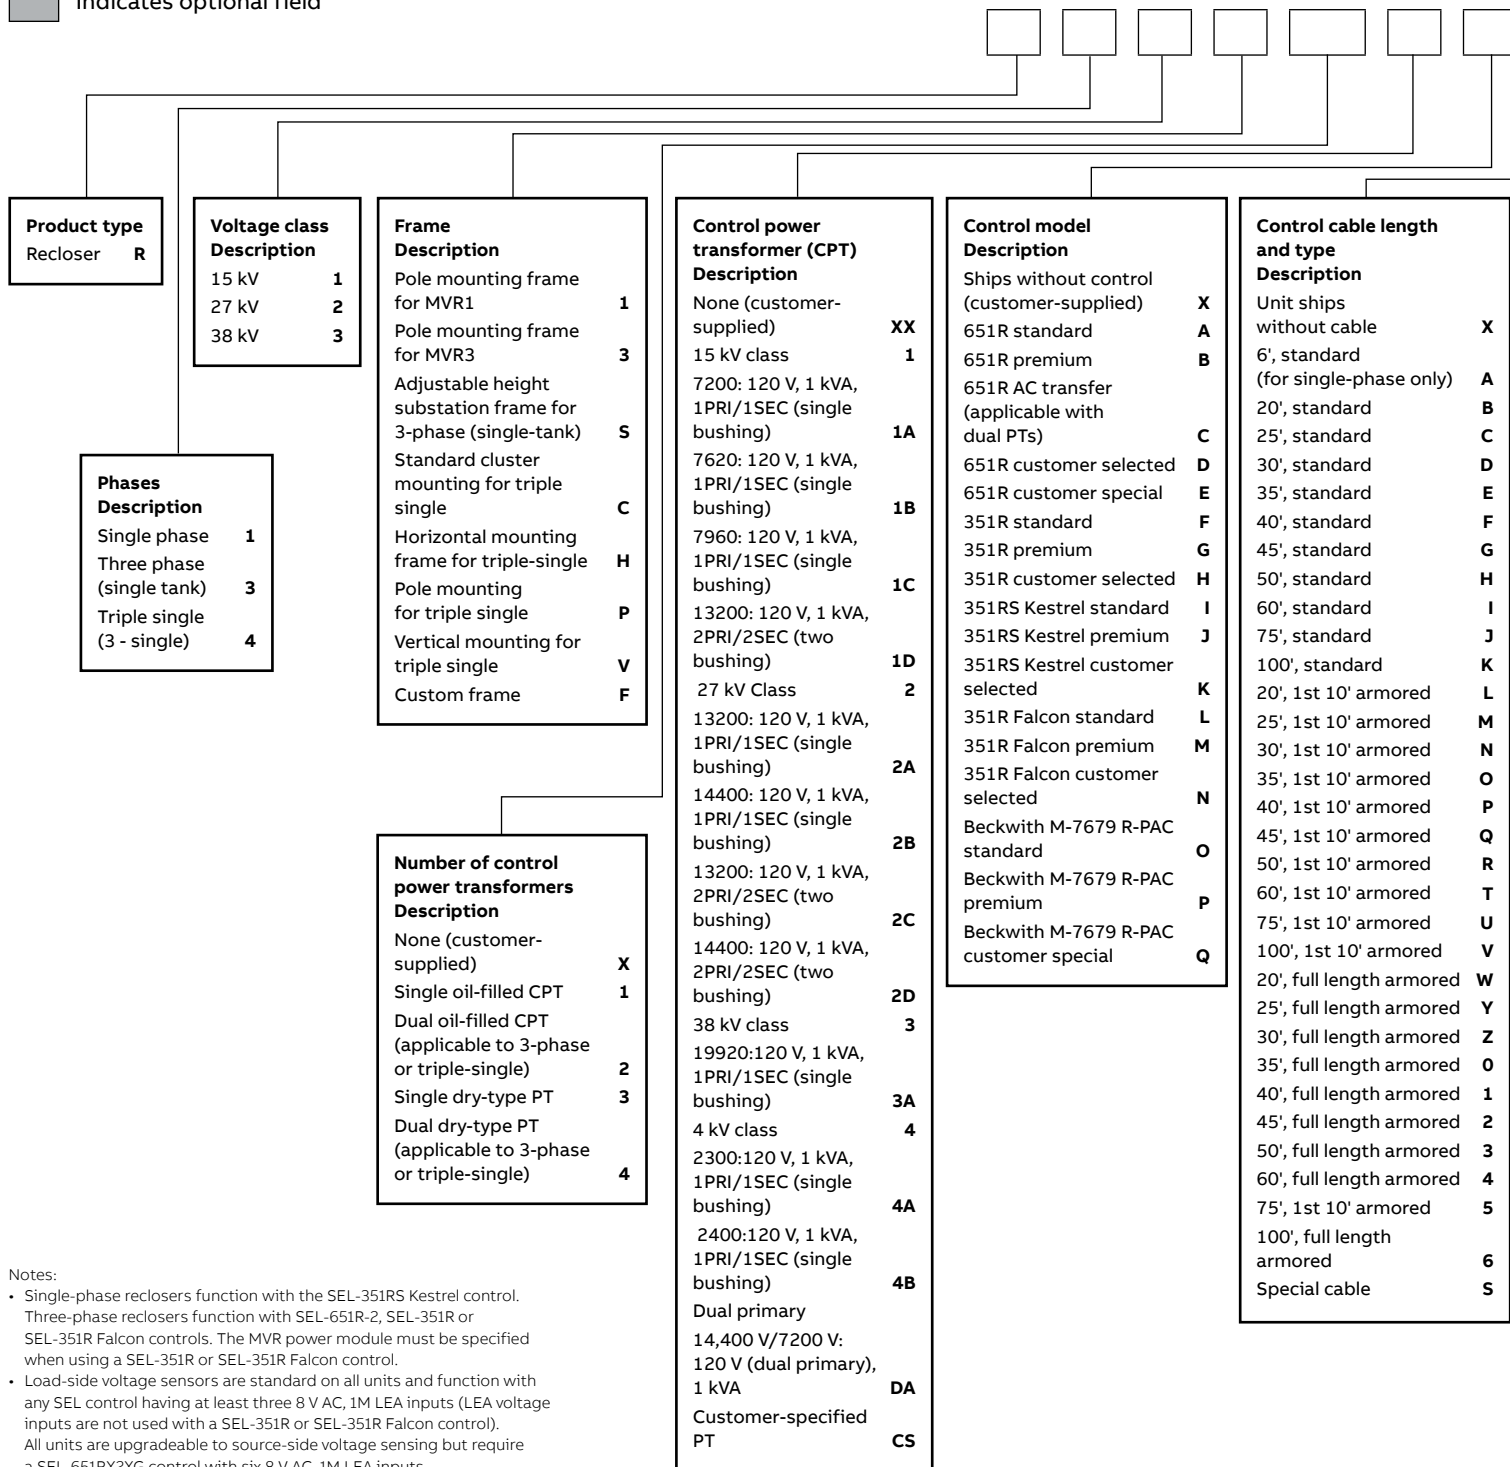 Indicates optional field
Product type
Recloser R
Phases
Description
Single phase 1
Three phase
(single tank) 3
Triple single
(3 - single) 4
Voltage class
Description
15 kV 1
27 kV 2
38 kV 3
Frame
Description
Pole mounting frame
for MVR1 1
Pole mounting frame
for MVR3 3
Adjustable height
substation frame for
3-phase (single-tank) S
Standard cluster
mounting for triple
single C
Horizontal mounting
frame for triple-single H
Pole mounting
for triple single P
Vertical mounting for
triple single V
Custom frame F
Number of control
power transformers
Description
None (customer-
supplied) X
Single oil-filled CPT 1
Dual oil-filled CPT
(applicable to 3-phase
or triple-single) 2
Single dry-type PT 3
Dual dry-type PT
(applicable to 3-phase
or triple-single) 4
Control power
transformer (CPT)
Description
None (customer-
supplied) XX
15 kV class 1
7200: 120 V, 1 kVA,
1PRI/1SEC (single
bushing) 1A
7620: 120 V, 1 kVA,
1PRI/1SEC (single
bushing) 1B
7960: 120 V, 1 kVA,
1PRI/1SEC (single
bushing) 1C
13200: 120 V, 1 kVA,
2PRI/2SEC (two
bushing) 1D
27 kV Class 2
13200: 120 V, 1 kVA,
1PRI/1SEC (single
bushing) 2A
14400: 120 V, 1 kVA,
1PRI/1SEC (single
bushing) 2B
13200: 120 V, 1 kVA,
2PRI/2SEC (two
bushing) 2C
14400: 120 V, 1 kVA,
2PRI/2SEC (two
bushing) 2D
38 kV class 3
19920:120 V, 1 kVA,
1PRI/1SEC (single
bushing) 3A
4 kV class 4
2300:120 V, 1 kVA,
1PRI/1SEC (single
bushing) 4A
2400:120 V, 1 kVA,
1PRI/1SEC (single
bushing) 4B
Dual primary
14,400 V/7200 V:
120 V (dual primary),
1 kVA DA
Customer-specified
PT CS
Control model
Description
Ships without control
(customer-supplied) X
651R standard A
651R premium B
651R AC transfer
(applicable with
dual PTs) C
651R customer selected D
651R customer special E
351R standard F
351R premium G
351R customer selected H
351RS Kestrel standard I
351RS Kestrel premium J
351RS Kestrel customer
selected K
351R Falcon standard L
351R Falcon premium M
351R Falcon customer
selected N
Beckwith M-7679 R-PAC
standard O
Beckwith M-7679 R-PAC
premium P
Beckwith M-7679 R-PAC
customer special Q
Control cable length
and type
Description
Unit ships
without cable X
6', standard
(for single-phase only) A
20', standard B
25', standard C
30', standard D
35', standard E
40', standard F
45', standard G
50', standard H
60', standard I
75', standard J
100', standard K
20', 1st 10' armored L
25', 1st 10' armored M
30', 1st 10' armored N
35', 1st 10' armored O
40', 1st 10' armored P
45', 1st 10' armored Q
50', 1st 10' armored R
60', 1st 10' armored T
75', 1st 10' armored U
100', 1st 10' armored V
20', full length armored W
25', full length armored Y
30', full length armored Z
35', full length armored 0
40', full length armored 1
45', full length armored 2
50', full length armored 3
60', full length armored 4
75', 1st 10' armored 5
100', full length
armored 6
Special cable S
Notes:
• Single-phase reclosers function with the SEL-351RS Kestrel control.
Three-phase reclosers function with SEL-651R-2, SEL-351R or
SEL-351R Falcon controls. The MVR power module must be specified
when using a SEL-351R or SEL-351R Falcon control.
• Load-side voltage sensors are standard on all units and function with
any SEL control having at least three 8 V AC, 1M LEA inputs (LEA voltage
inputs are not used with a SEL-351R or SEL-351R Falcon control).
All units are upgradeable to source-side voltage sensing but require
a SEL-651RX2XG control with six 8 V AC, 1M LEA inputs